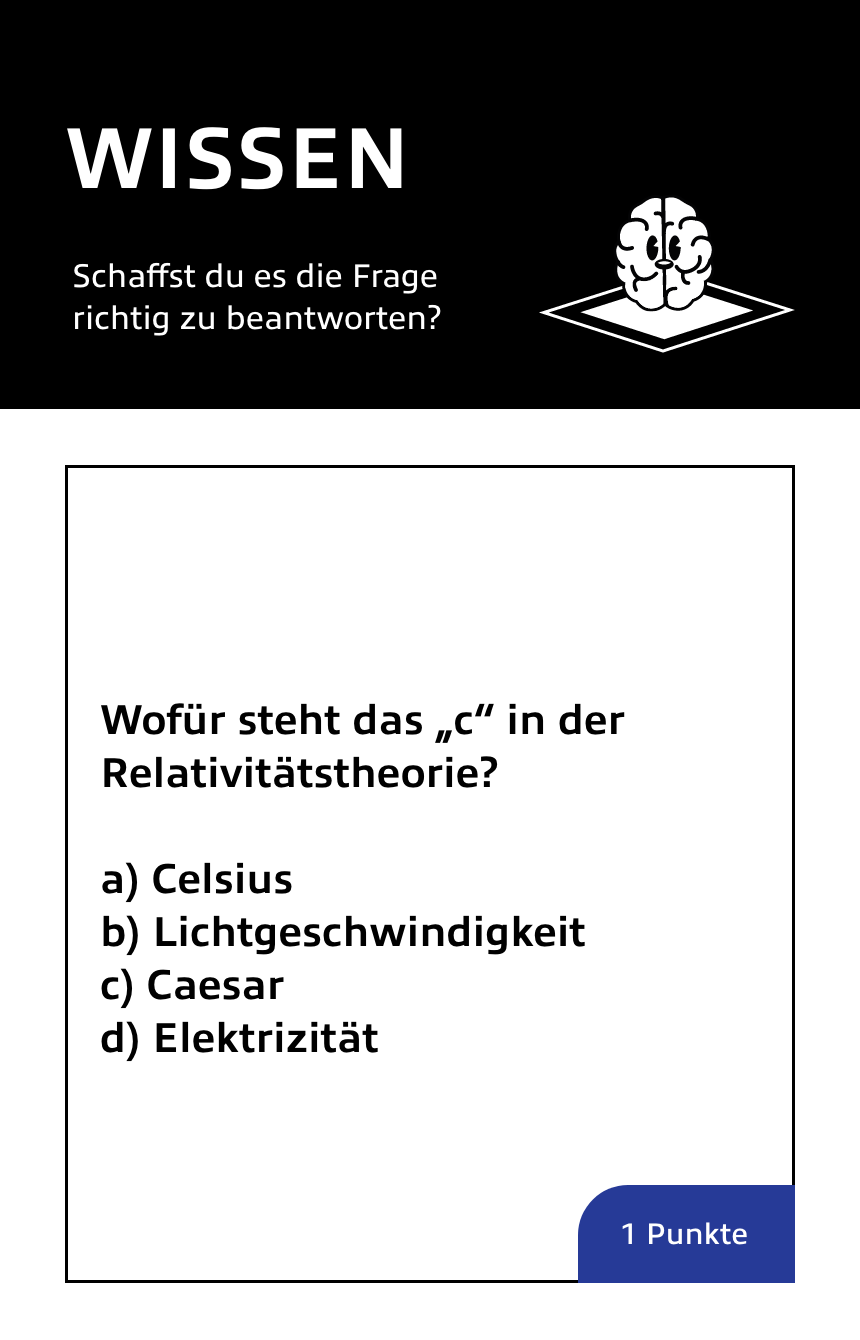 WISSEN
Schaffst du es die Frage
richtig zu beantworten?
Wofür steht das „c“ in der
Relativitätstheorie?
a) Celsius
b) Lichtgeschwindigkeit
c) Caesar
d) Elektrizität
1 Punkte